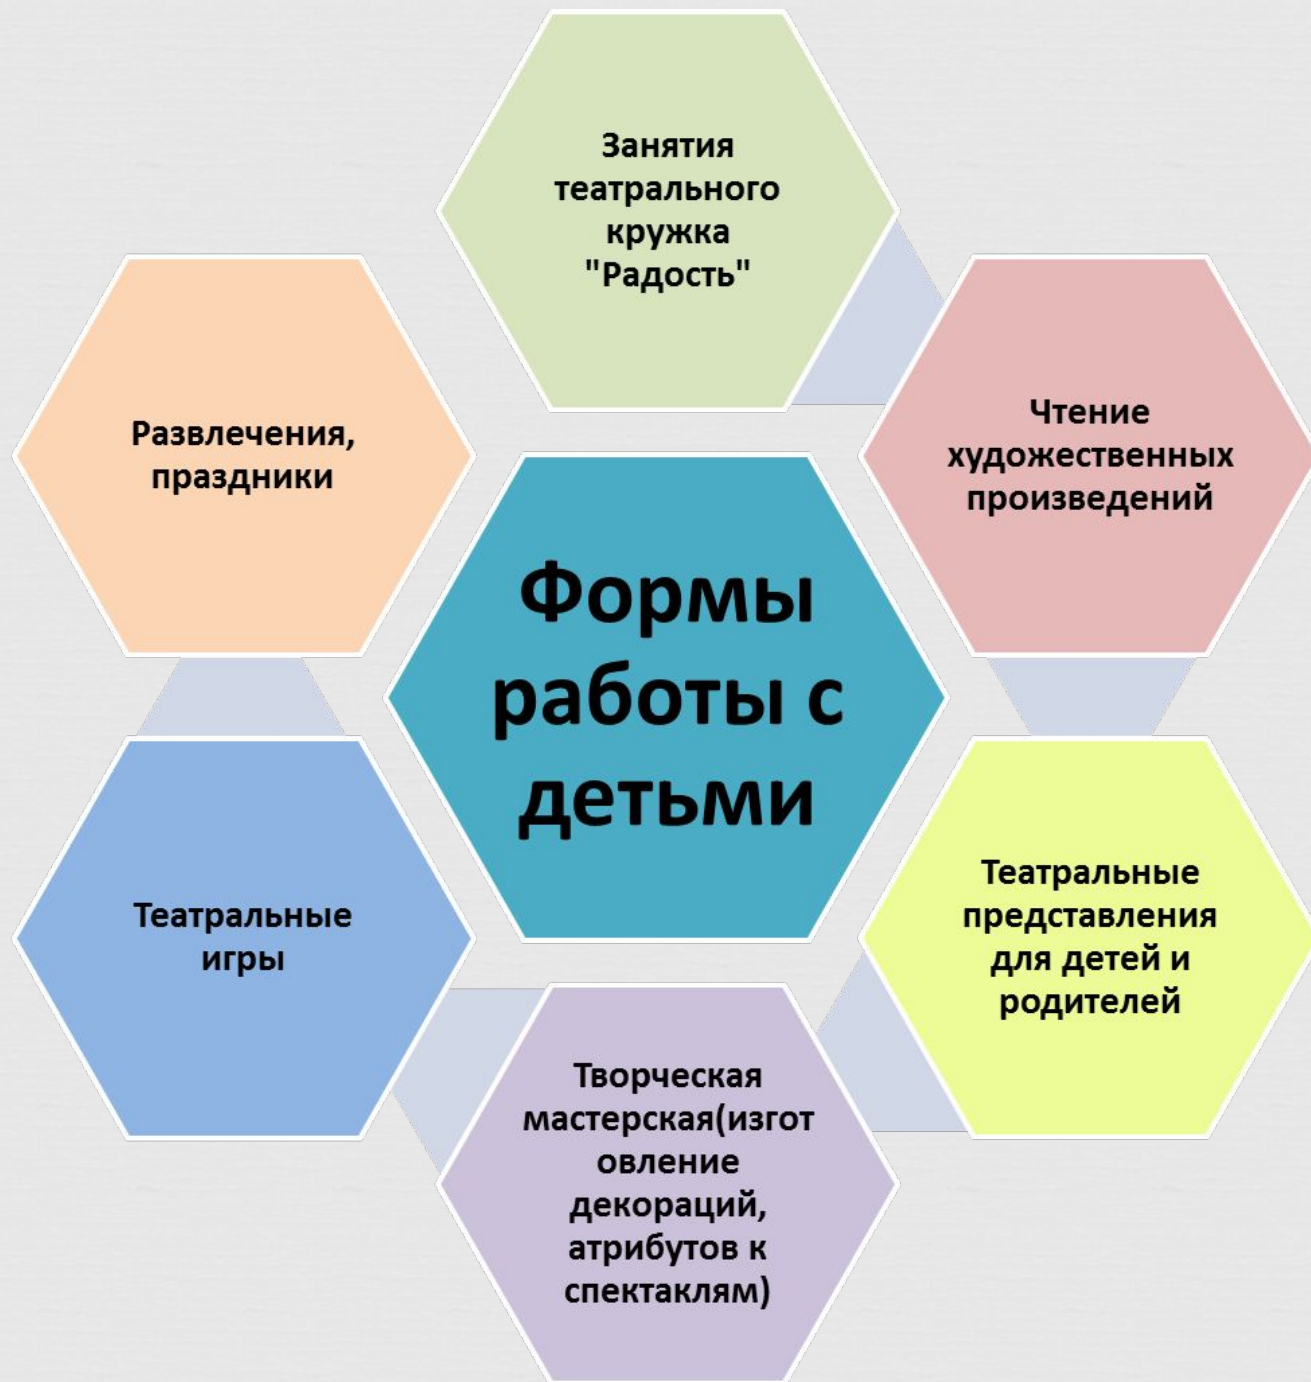 Занятия
театрального
кружка
"Радость"
Чтение
художественных
произведений
Театральные
представления
для детей и
родителей
Творческая
мастерская(изгот
овление
декораций,
атрибутов к
спектаклям)
Театральные
игры
Развлечения,
праздники
Формы
работы с
детьми